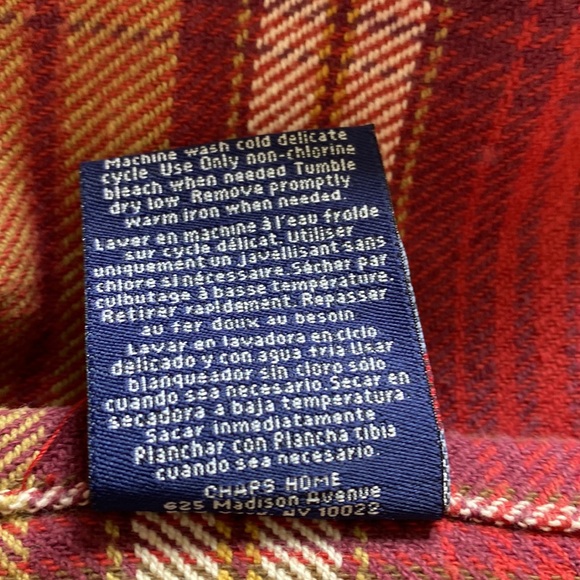 Machine wash cold delicate
cycle. Use Only non-chlorine
bleach when needed Tumble
dry low. Remove promptly
warm iron when needed.
Laver en machine à l'eau froide
sur cycle délicat. Utiliser
uniquement un javellisant sans
chlore si nécessaire. Sécher par
culbutage à basse température.
Retirer rapidement. Repasser
au fer doux au besoin
Lavar en lavadora en ciclo
delicado y con agua fria Usar
blanqueador sin cloro sólo
cuando sea necesario. Secar en
secadora a baja temperatura.
Sacar inmediatamente
Planchar con Plancha tibia
cuando sea necesario.
CHAPS HOME
625 Madison Avenue
NY 10022